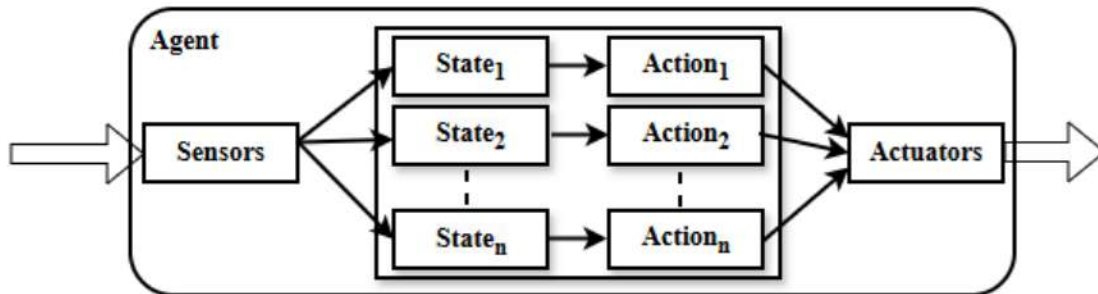 Agent
State1
Action1
Sensors
State2
Action2
Actuators
Staten
Actionn